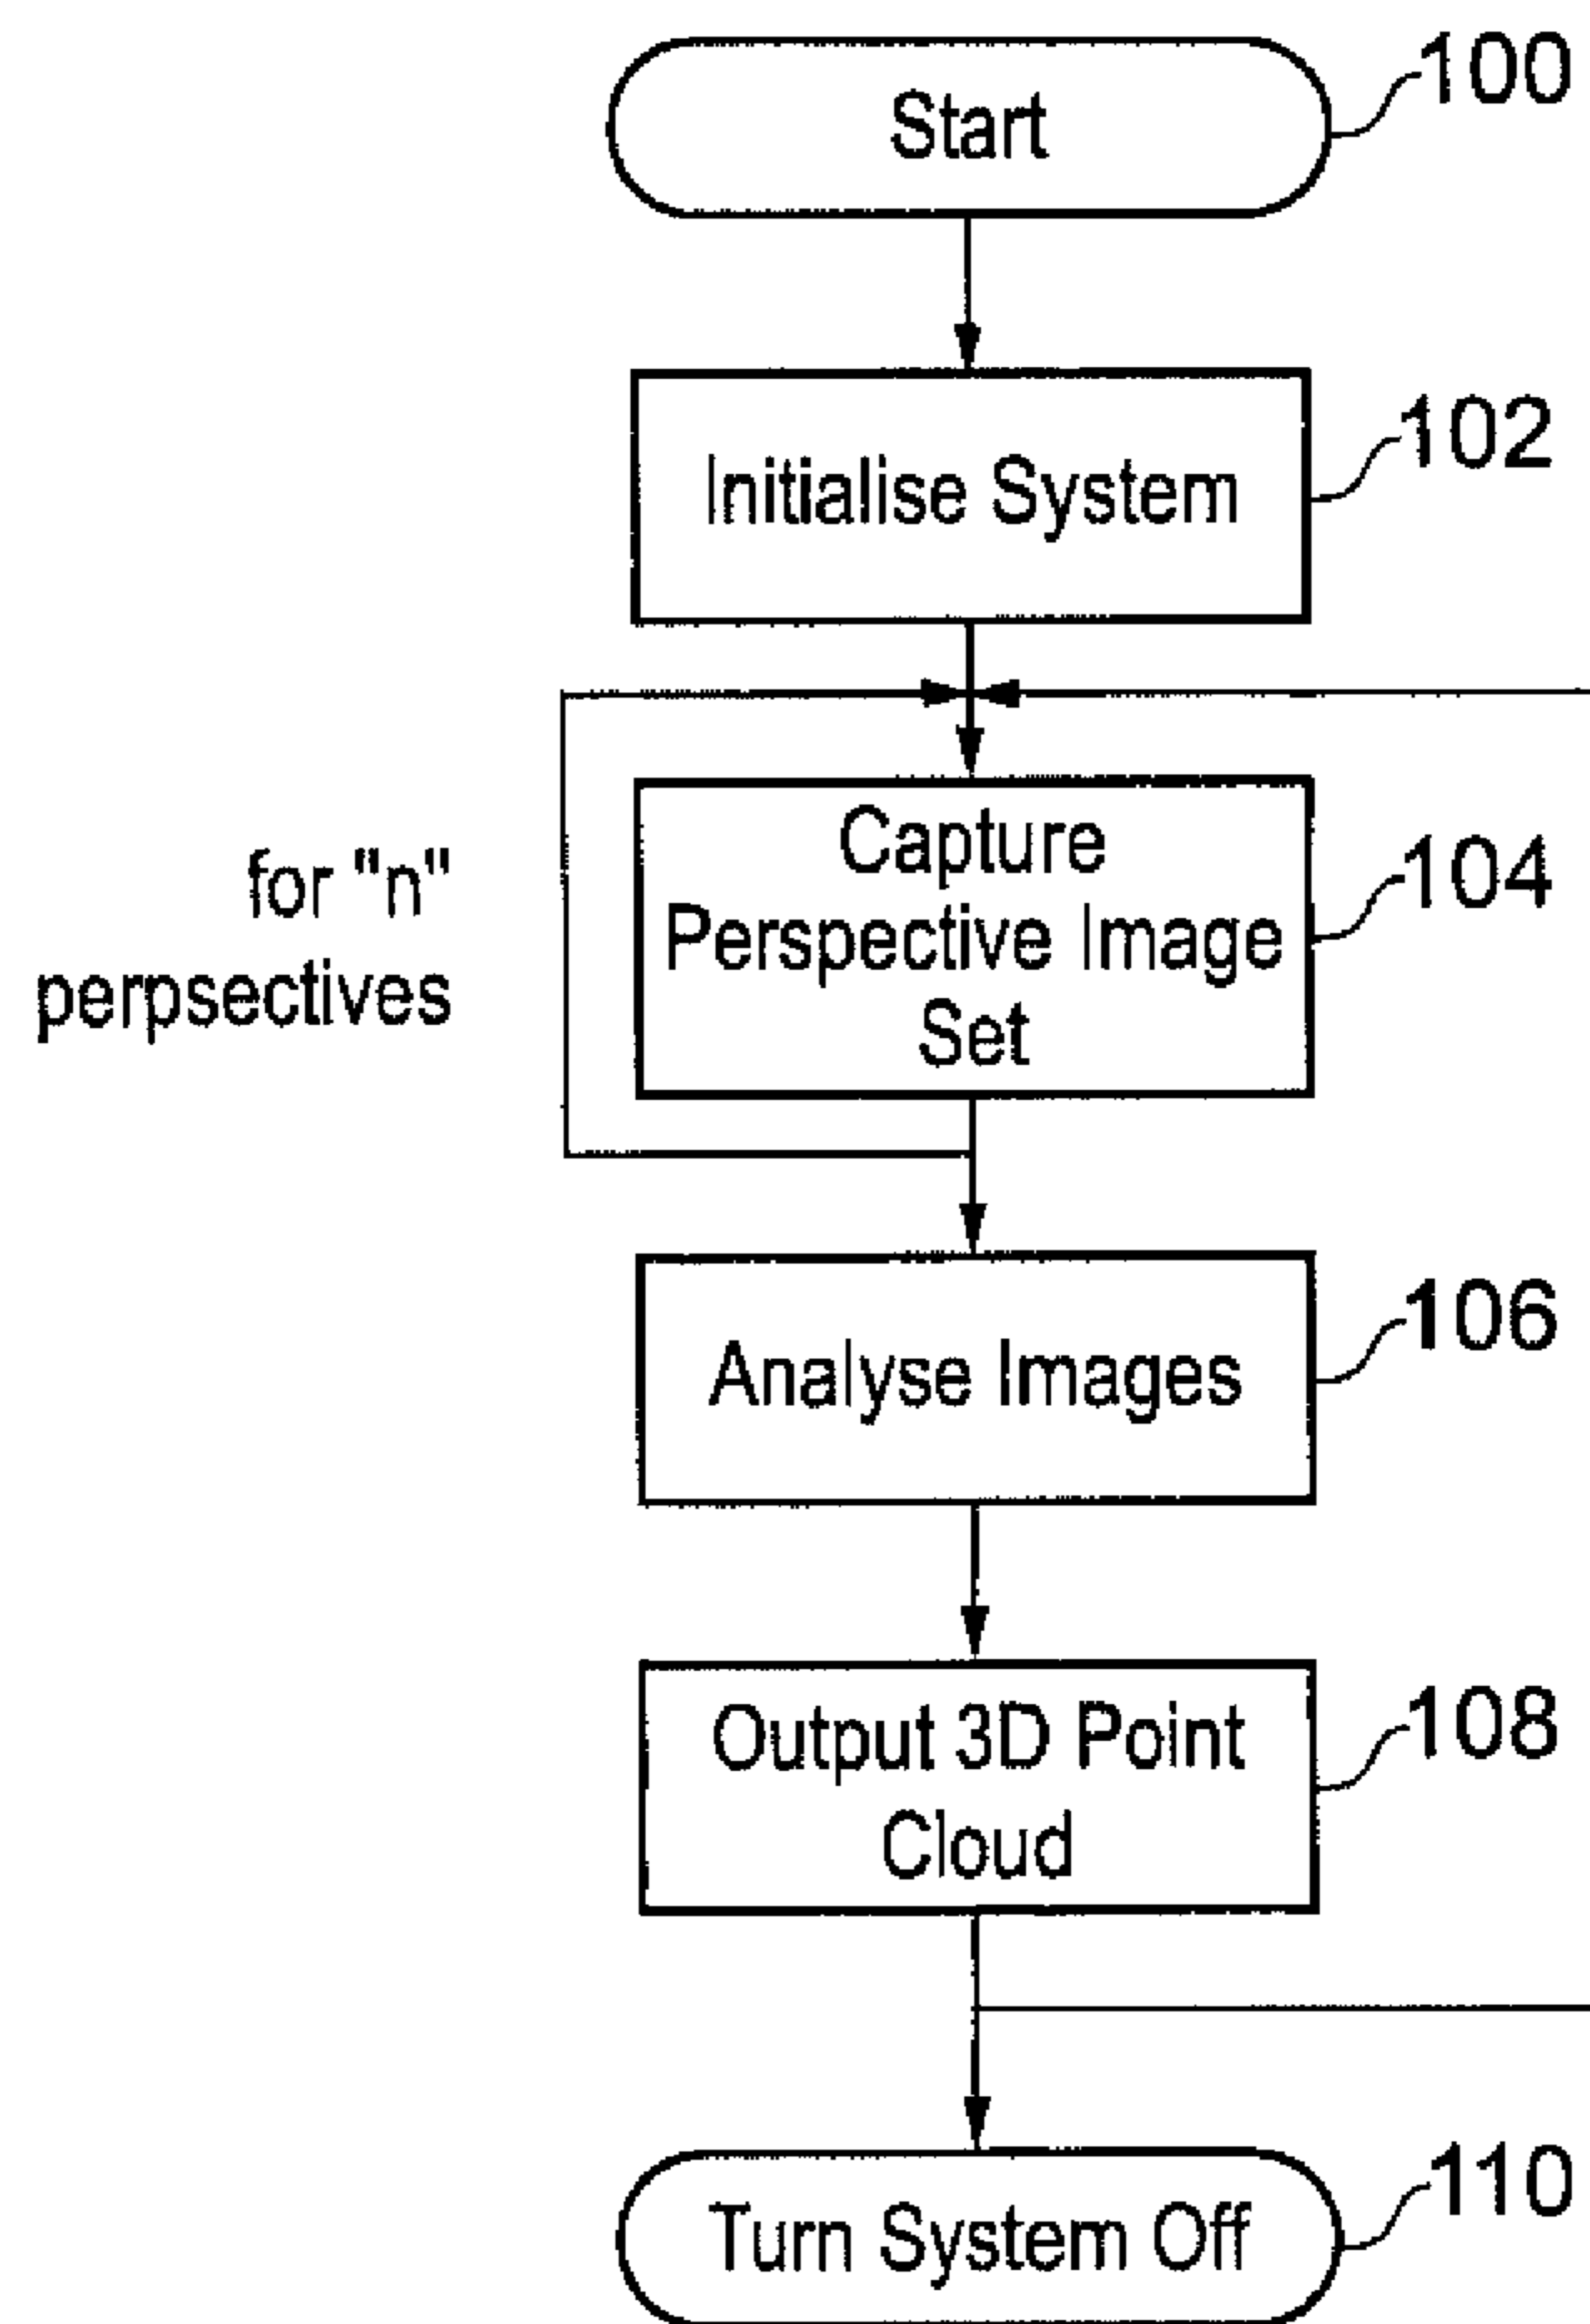 Start
100
Initialise System
102
for "n"
perpsectives
Capture
Perspective Image
Set
104
Analyse Images
106
Output 3D Point
Cloud
108
Turn System Off
110